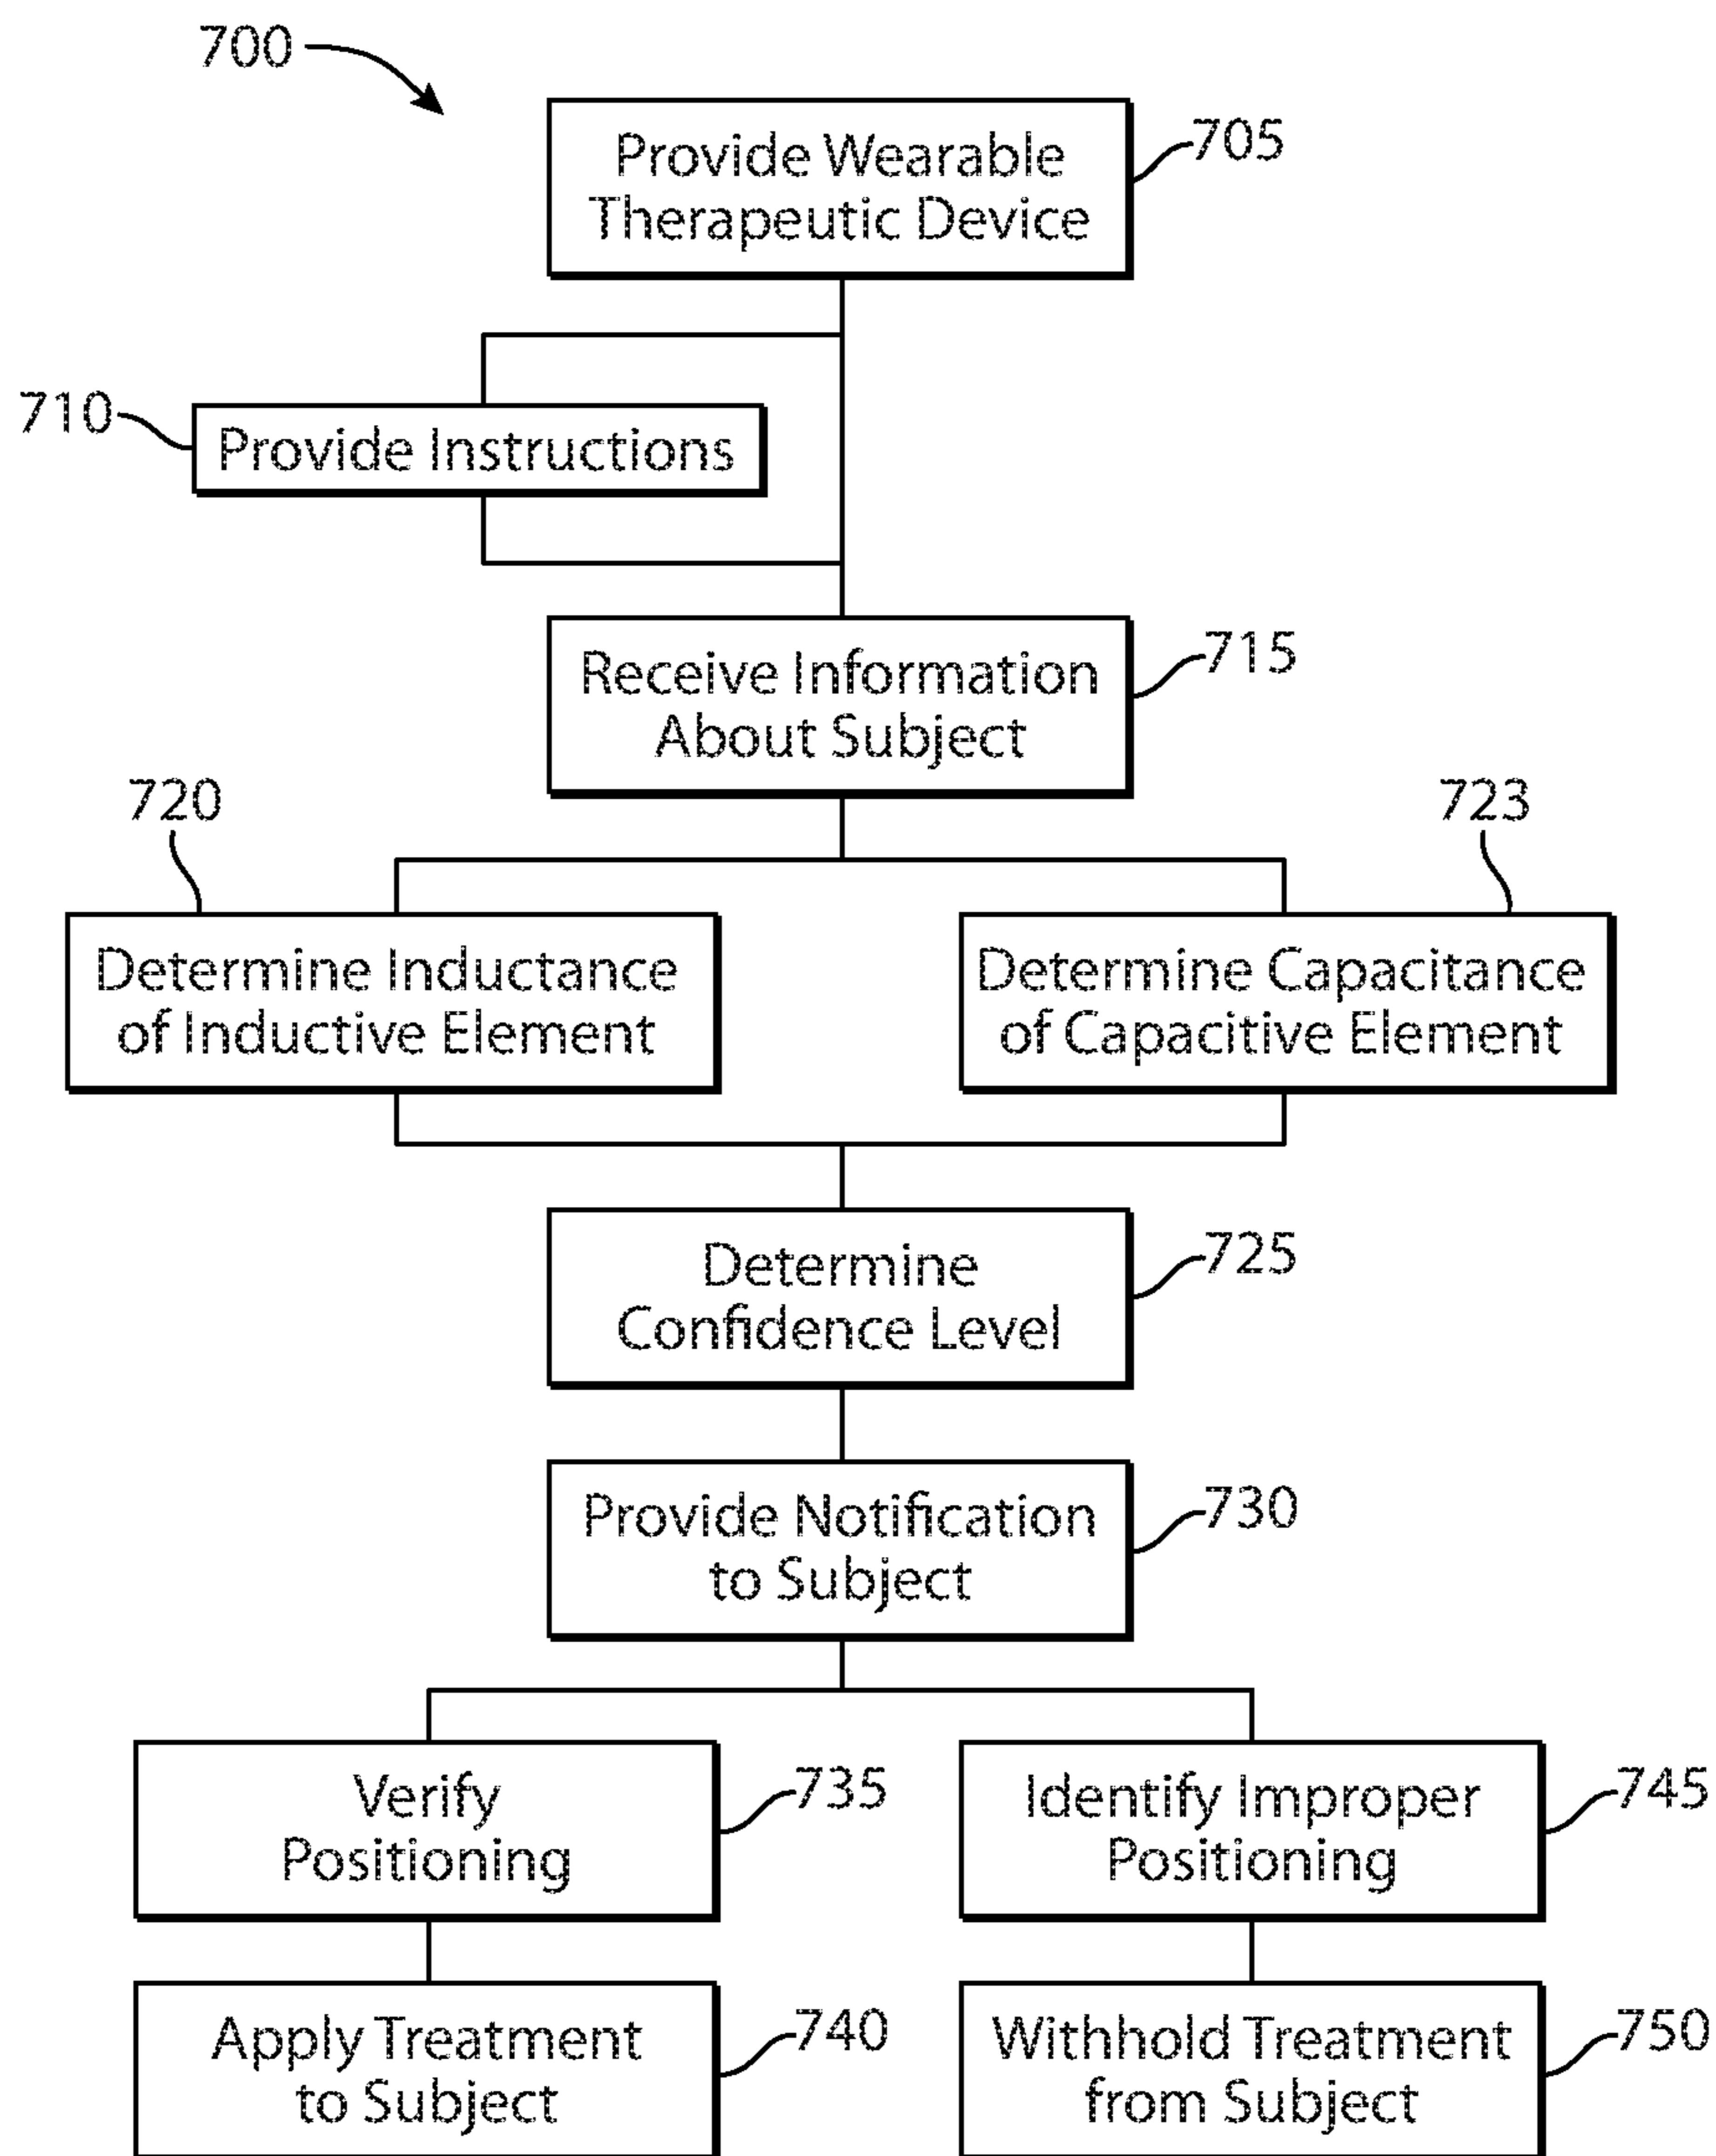 700
Provide Wearable
Therapeutic Device
705
710
Provide Instructions
Receive Information
About Subject
715
720
723
Determine Inductance
of Inductive Element
Determine Capacitance
of Capacitive Element
Determine
Confidence Level
725
Provide Notification
to Subject
730
Verify
Positioning
735
Identify Improper
Positioning
745
Apply Treatment
to Subject
740
Withhold Treatment
from Subject
750